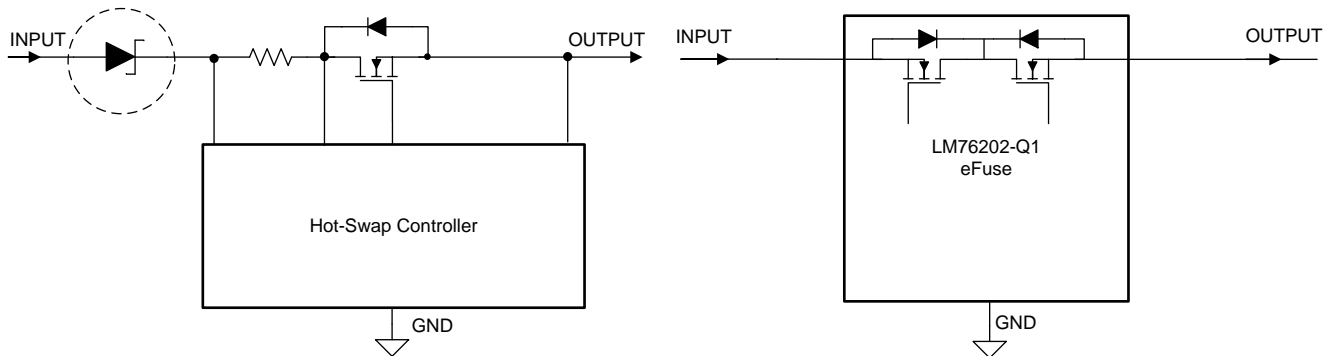 INPUT
OUTPUT
Hot-Swap Controller
GND
INPUT
OUTPUT
LM76202-Q1
eFuse
GND